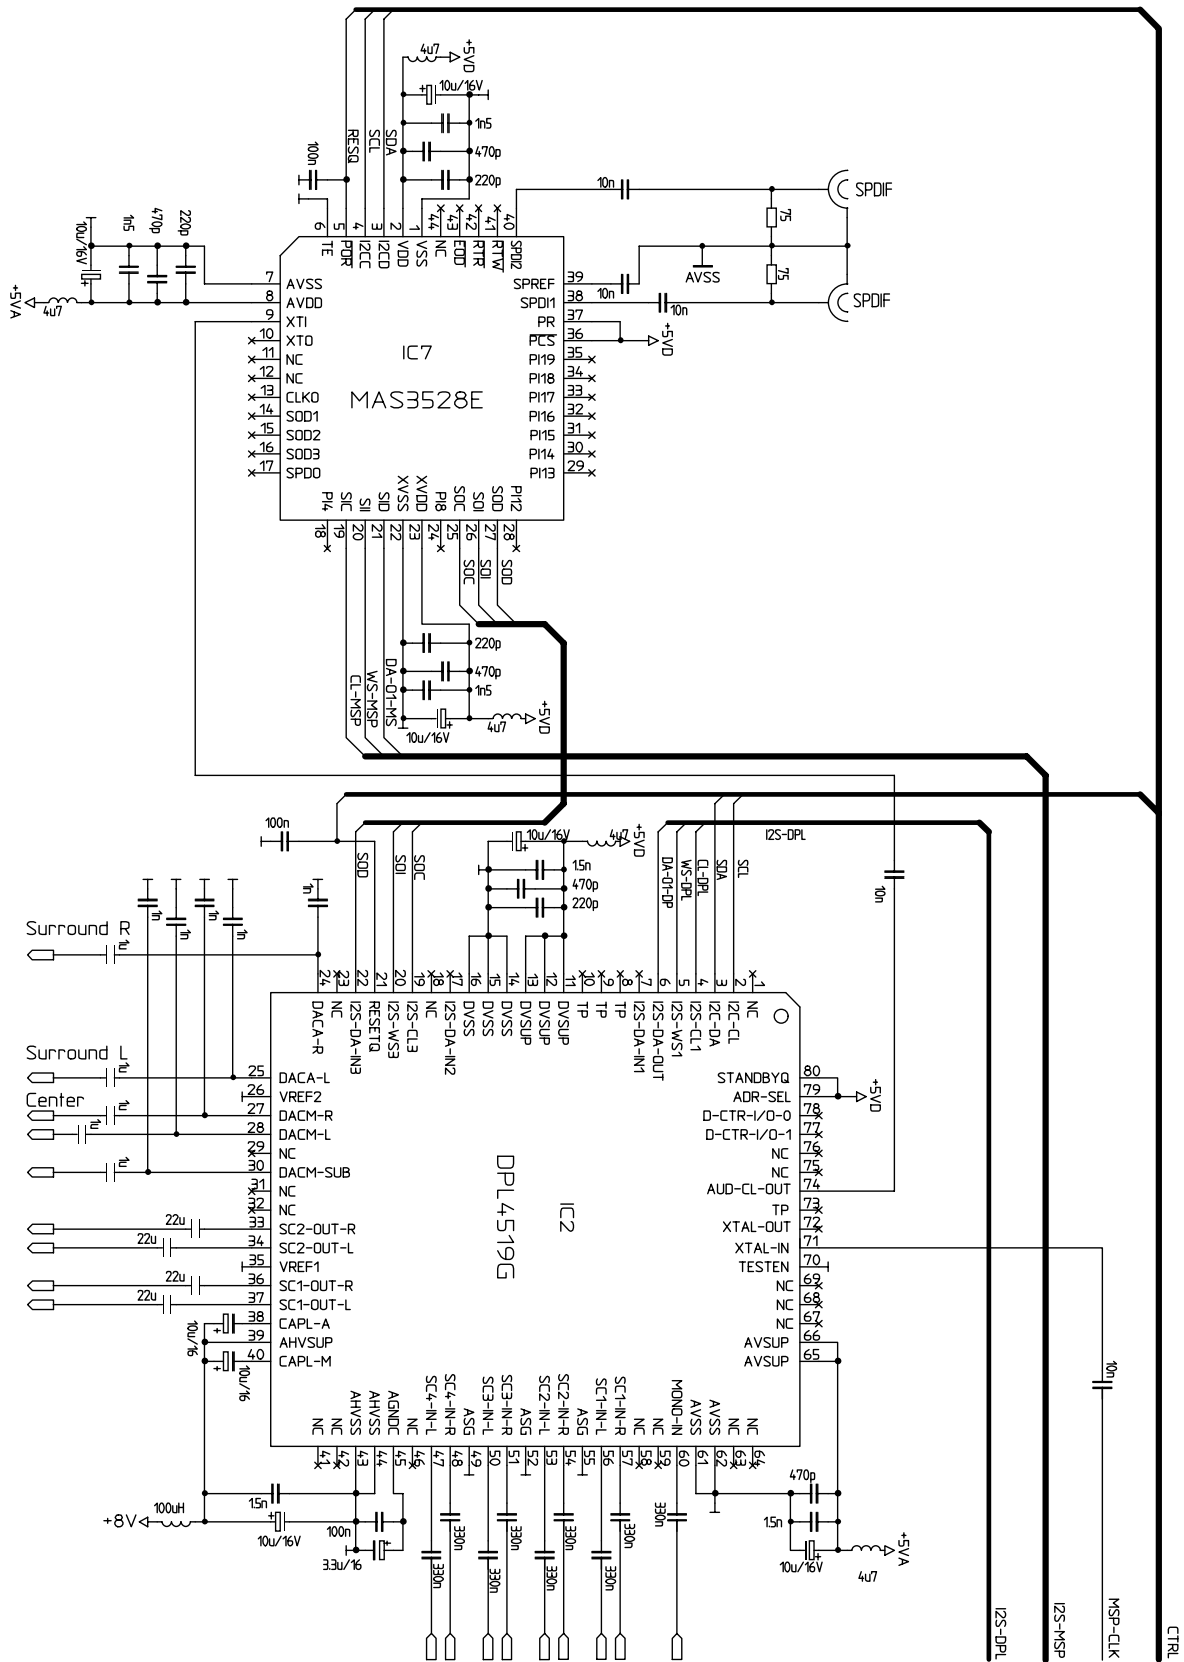 +5VD
4u7
10u/16V
1n5
470p
220p
SDA
SCL
RESQ
100n
10n
SPDIF
75
75
SPDIF
AVSS
10n
10n
+5VD
6 5 4 3 2 1 44 43 42 41 40
TE POR I2CC I2CD VDD VSS NC EOD RTR RTW SPDI2
220p
470p
1n5
10u/16V
4u7
+5VA
7 AVSS
8 AVDD
9 XTI
10 XTO
11 NC
12 NC
13 CLKO
14 SOD1
15 SOD2
16 SOD3
17 SPDO
IC7
MAS3528E
SPREF 39
SPDI1 38
PR 37
PCS 36
PI19 35
PI18 34
PI17 33
PI16 32
PI15 31
PI14 30
PI13 29
PI4 SIC SII SID XVSS XVDD PI8 SOC SOI SOD PI12
18 19 20 21 22 23 24 25 26 27 28
SOC
SOI
SOD
220p
470p
1n5
10u/16V
4u7
+5VD
DA-01-MS
WS-MSP
CL-MSP
100n
SOD
SOI
SOC
10u/16V
4u7
+5VD
1.5n
470p
220p
DA-01-DP
WS-DPL
CL-DPL
SDA
SCL
I2S-DPL
10n
1n
1n
1n
1n
1n
Surround R
1u
24 23 22 21 20 19 18 17 16 15 14 13 12 11 10 9 8 7 6 5 4 3 2 1
DACA-R NC I2S-DA-IN3 RESETQ I2S-WS3 I2S-CL3 NC I2S-DA-IN2 DVSS DVSS DVSS DVSUP DVSUP DVSUP TP TP TP I2S-DA-IN1 I2S-DA-OUT I2S-WS1 I2S-CL1 I2C-DA I2C-CL NC
Surround L
1u
Center
1u
1u
1u
25 DACA-L
26 VREF2
27 DACM-R
28 DACM-L
29 NC
30 DACM-SUB
31 NC
32 NC
33 SC2-OUT-R
34 SC2-OUT-L
35 VREF1
36 SC1-OUT-R
37 SC1-OUT-L
38 CAPL-A
39 AHVSUP
40 CAPL-M
22u
22u
22u
22u
10u/16
10u/16
DPL4519G
IC2
STANDBYQ 80
ADR-SEL 79
D-CTR-I/O-0 78
D-CTR-I/O-1 77
NC 76
NC 75
AUD-CL-OUT 74
TP 73
XTAL-OUT 72
XTAL-IN 71
TESTEN 70
NC 69
NC 68
NC 67
AVSUP 66
AVSUP 65
+5VD
10n
NC NC AHVSS AHVSS AGNDC NC SC4-IN-L SC4-IN-R ASG SC3-IN-L SC3-IN-R ASG SC2-IN-L SC2-IN-R ASG SC1-IN-L SC1-IN-R NC NC MONO-IN AVSS AVSS NC NC
41 42 43 44 45 46 47 48 49 50 51 52 53 54 55 56 57 58 59 60 61 62 63 64
+8V
100uH
1.5n
10u/16V
100n
3.3u/16
330n
330n
330n
330n
330n
330n
330n
330n
330n
470p
1.5n
10u/16V
4u7
+5VA
I2S-DPL
I2S-MSP
MSP-CLK
CTRL